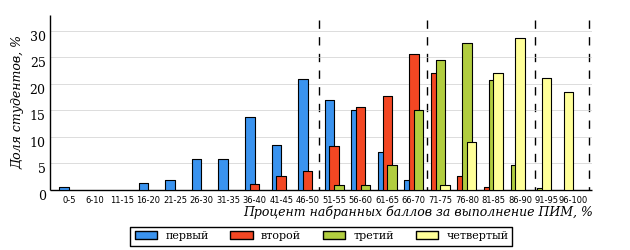 30
25
20
15
10
5
0
Доля студентов, %
0-5 6-10 11-15 16-20 21-25 26-30 31-35 36-40 41-45 46-50 51-55 56-60 61-65 66-70 71-75 76-80 81-85 86-90 91-95 96-100
Процент набранных баллов за выполнение ПИМ, %
первый второй третий четвертый